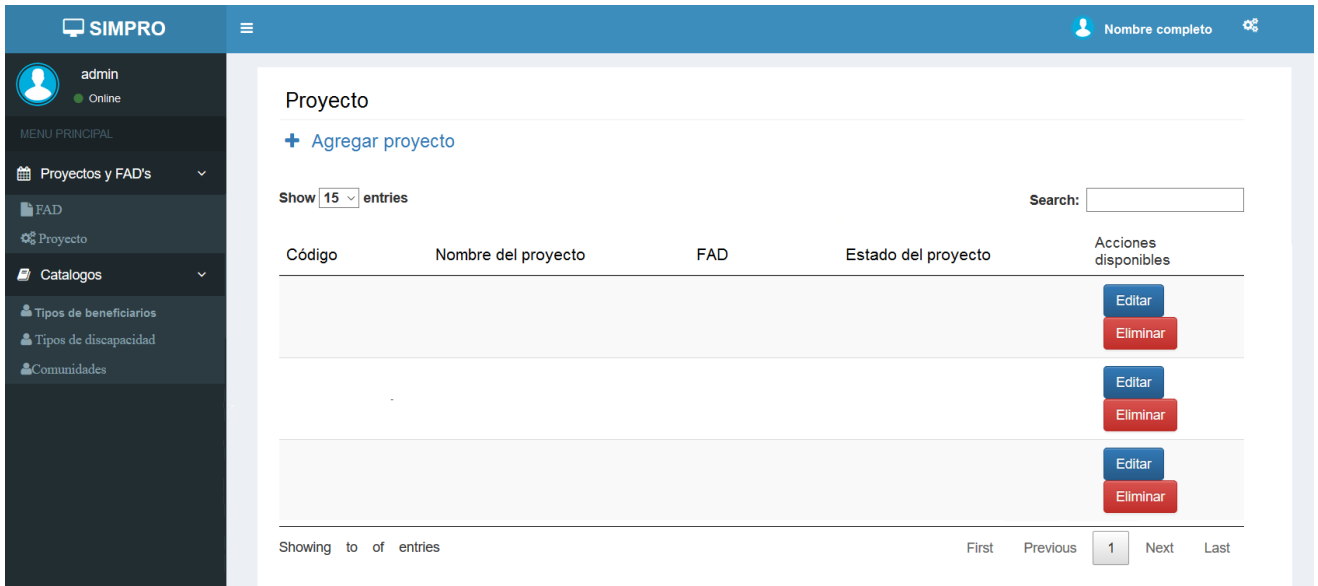 SIMPRO
Nombre completo
admin
Online
MENU PRINCIPAL
Proyectos y FAD's
FAD
Proyecto
Catalogos
Tipos de beneficiarios
Tipos de discapacidad
Comunidades
Proyecto
+ Agregar proyecto
Show 15 entries
Search:
Código Nombre del proyecto FAD Estado del proyecto Acciones
disponibles
Editar
Eliminar
Editar
Eliminar
Editar
Eliminar
Showing to of entries
First Previous 1 Next Last